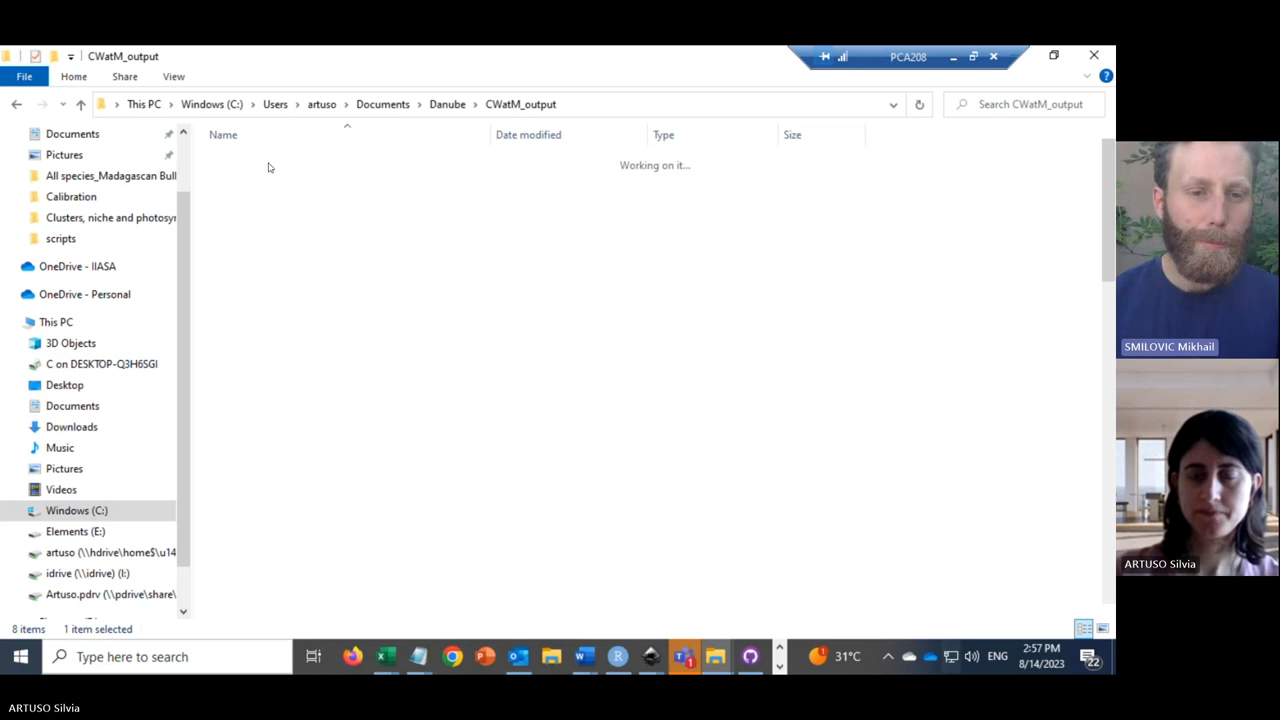 CWatM_output
PCA208
File Home Share View
This PC Windows (C:) Users artuso Documents Danube CWatM_output
Search CWatM_output
Name Date modified Type Size
Working on it...
Documents
Pictures
All species_Madagascan Bull
Calibration
Clusters, niche and photosyn
scripts
OneDrive - IIASA
OneDrive - Personal
This PC
3D Objects
C on DESKTOP-Q3H6SGI
Desktop
Documents
Downloads
Music
Pictures
Videos
Windows (C:)
Elements (E:)
artuso (\\hdrive\home$\u14
idrive (\\idrive) (I:)
Artuso.pdrv (\\pdrive\share\
8 items 1 item selected
Type here to search
31°C
ENG
2:57 PM
8/14/2023
22
SMILOVIC Mikhail
ARTUSO Silvia
ARTUSO Silvia